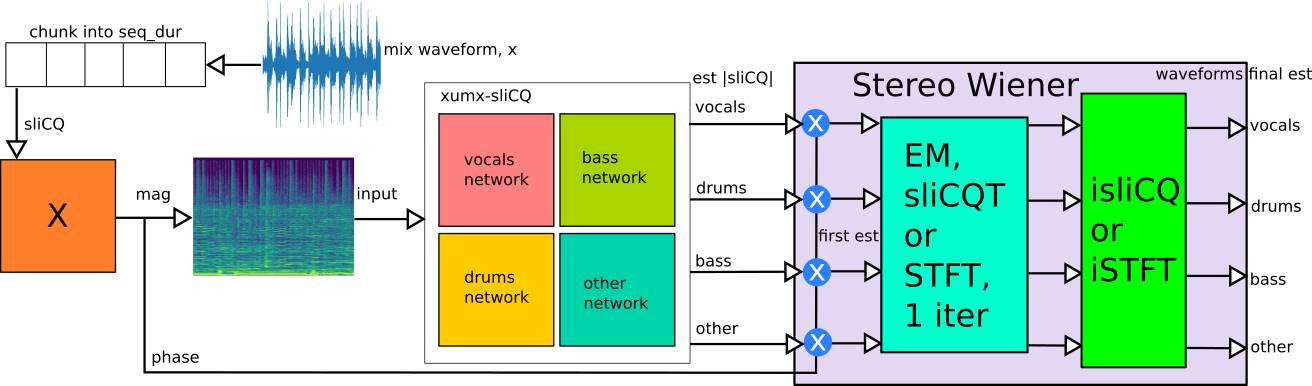 chunk into seq_dur
mix waveform, x
sliCQ
X
mag
phase
input
xumx-sliCQ
vocals
network
bass
network
drums
network
other
network
est |sliCQ|
vocals
drums
bass
other
Stereo Wiener
X
X
X
X
first est
EM,
sliCQT
or
STFT,
1 iter
isliCQ
or
iSTFT
waveforms final est
vocals
drums
bass
other